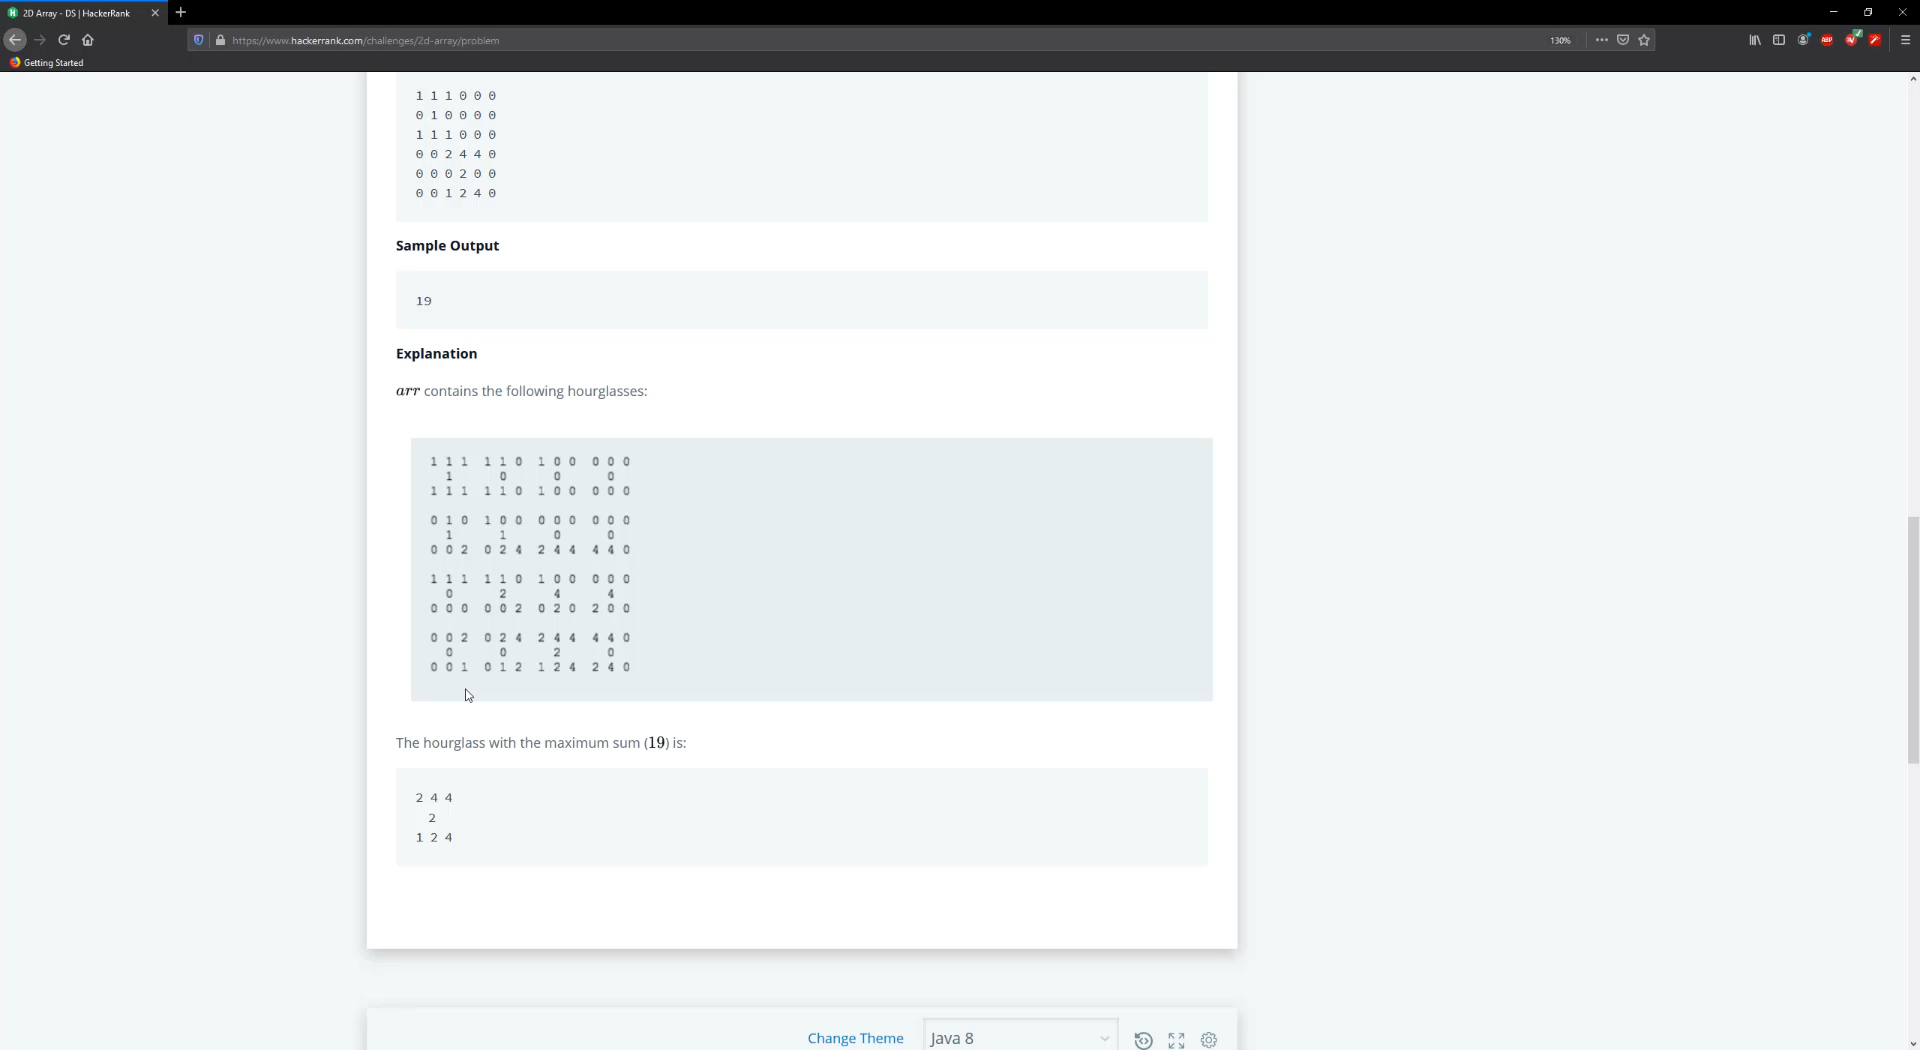 2D Array - DS | HackerRank
https://www.hackerrank.com/challenges/2d-array/problem
130%
Getting Started
1 1 1 0 0 0
0 1 0 0 0 0
1 1 1 0 0 0
0 0 2 4 4 0
0 0 0 2 0 0
0 0 1 2 4 0
Sample Output
19
Explanation
arr contains the following hourglasses:
1 1 1 1 1 0 1 0 0 0 0 0
1 0 0 0
1 1 1 1 1 0 1 0 0 0 0 0
0 1 0 1 0 0 0 0 0 0 0 0
1 1 0 0
0 0 2 0 2 4 2 4 4 4 4 0
1 1 1 1 1 0 1 0 0 0 0 0
0 2 4 4
0 0 0 0 0 2 0 2 0 2 0 0
0 0 2 0 2 4 2 4 4 4 4 0
0 0 2 0
0 0 1 0 1 2 1 2 4 2 4 0
The hourglass with the maximum sum (19) is:
2 4 4
2
1 2 4
Change Theme
Java 8